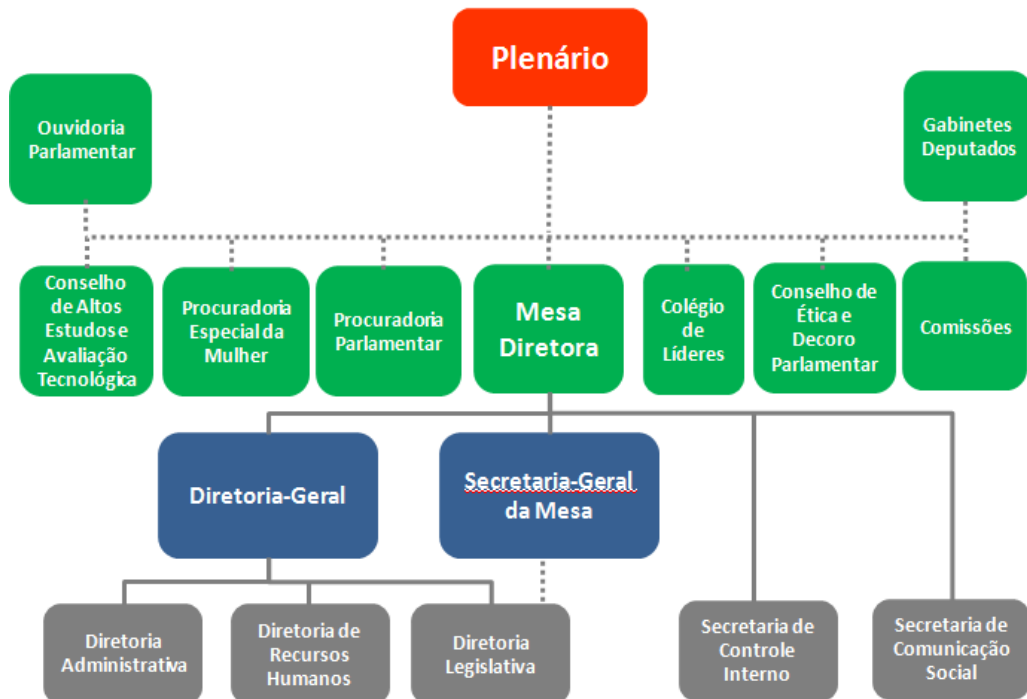 Plenário
Ouvidoria
Parlamentar
Gabinetes
Deputados
Conselho
de Altos
Estudos e
Avaliação
Tecnológica
Procuradoria
Especial da
Mulher
Procuradoria
Parlamentar
Mesa
Diretora
Colégio
de
Líderes
Conselho de
Ética e
Decoro
Parlamentar
Comissões
Diretoria-Geral
Secretaria-Geral
da Mesa
Diretoria
Administrativa
Diretoria de
Recursos
Humanos
Diretoria
Legislativa
Secretaria de
Controle
Interno
Secretaria de
Comunicação
Social